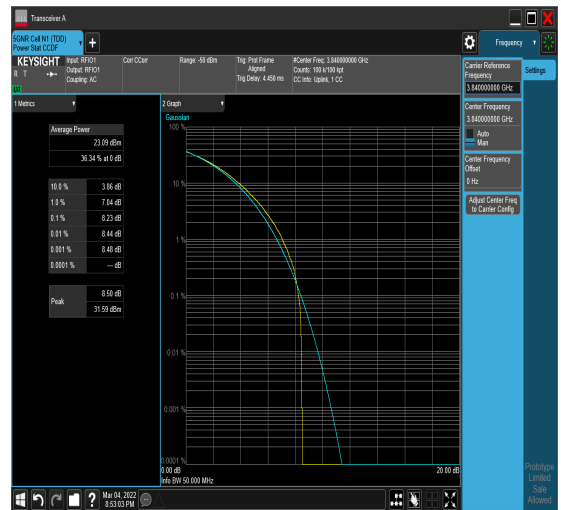 Transceiver A
5GNR Cell N1 (TDD)
Power Stat CCDF
Frequency
KEYSIGHT
R T
LXI
Input: RFIO1
Output: RFIO1
Coupling: AC
Corr CCorr
Range: -50 dBm
Trig: Prot Frame
Aligned
Trig Delay: 4.450 ms
#Center Freq: 3.840000000 GHz
Counts: 100 k/100 kpt
CC Info: Uplink, 1 CC
1 Metrics
Average Power
23.09 dBm
36.34 % at 0 dB
10.0 % 3.86 dB
1.0 % 7.04 dB
0.1 % 8.23 dB
0.01 % 8.44 dB
0.001 % 8.48 dB
0.0001 % --- dB
Peak
8.50 dB
31.59 dBm
2 Graph
Gaussian
100 %
10 %
1 %
0.1 %
0.01 %
0.001 %
0.0001 %
0.00 dB
20.00 dB
Info BW 50.000 MHz
Carrier Reference
Frequency
3.840000000 GHz
Center Frequency
3.840000000 GHz
Auto
Man
Center Frequency
Offset
0 Hz
Adjust Center Freq
to Carrier Config
Settings
Prototype
Limited
Sale
Allowed
?
Mar 04, 2022
8:53:03 PM